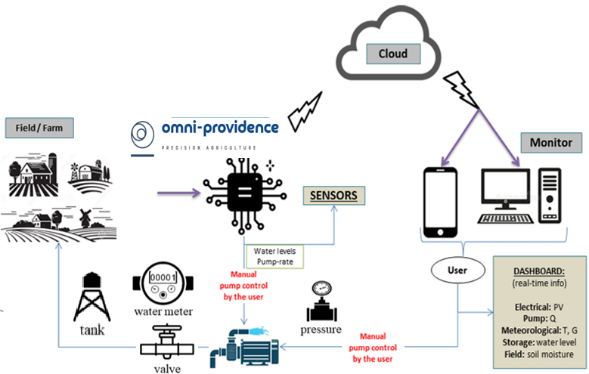 Cloud
Field / Farm
omni-providence
PRECISION AGRICULTURE
Monitor
SENSORS
Water levels
Pump-rate
User
DASHBOARD:
(real-time info)
Electrical: PV
Pump: Q
Meteorological: T, G
Storage: water level
Field: soil moisture
Manual
pump control
by the user
00001
tank
water meter
pressure
valve
Manual
pump control
by the user